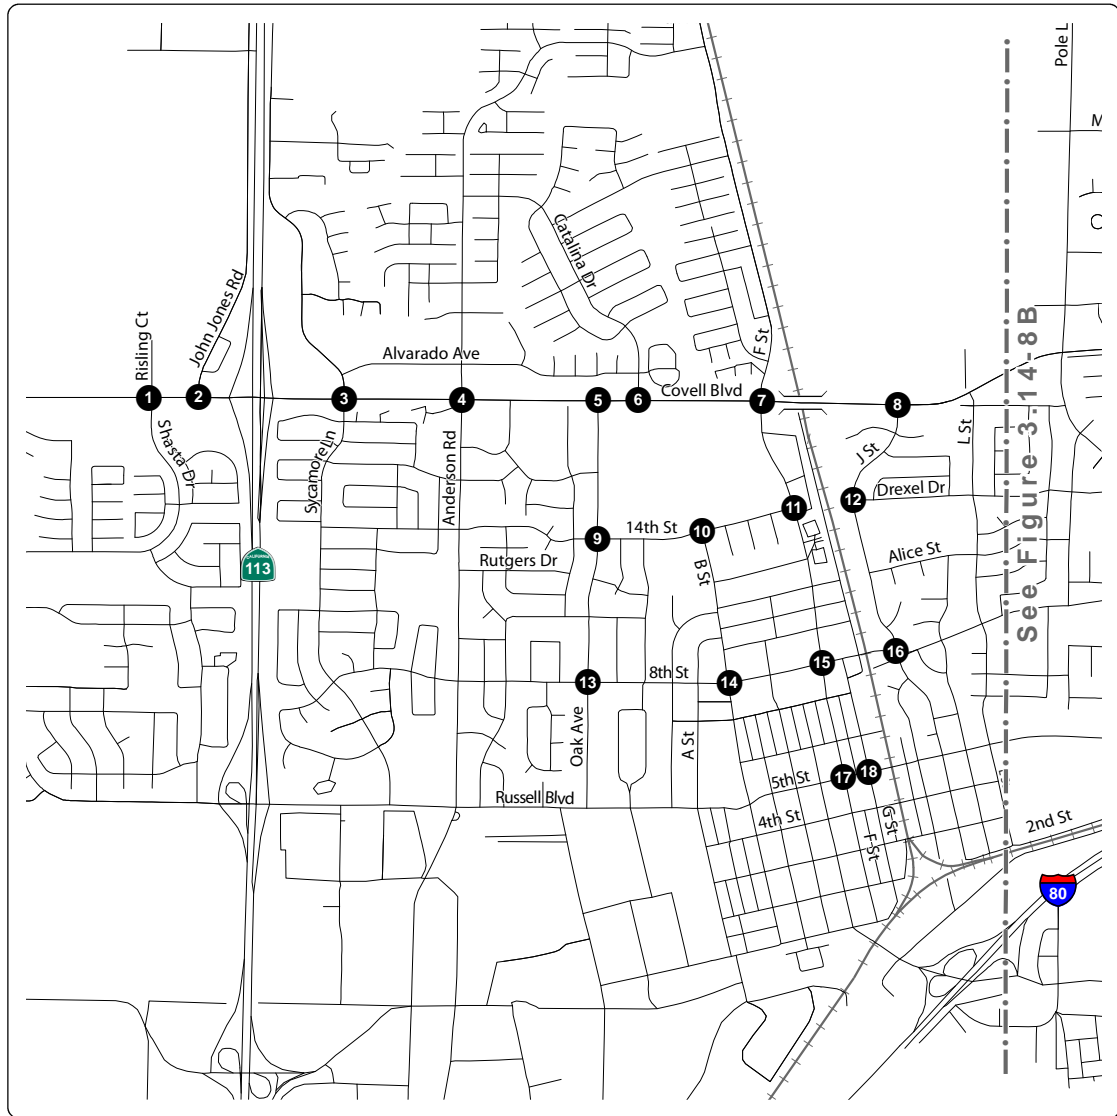 Pole L
M
Catalina Dr
John Jones Rd
Risling Ct
F St
Alvarado Ave
Covell Blvd
1
2
3
4
5
6
7
8
See Figure 3.14-8B
Shasta Dr
Sycamore Ln
Anderson Rd
L St
J St
Drexel Dr
12
11
14th St
10
9
B St
Rutgers Dr
Alice St
CALIFORNIA
113
16
15
8th St
13
14
Oak Ave
A St
5th St
17
18
Russell Blvd
4th St
G St
F St
2nd St
80